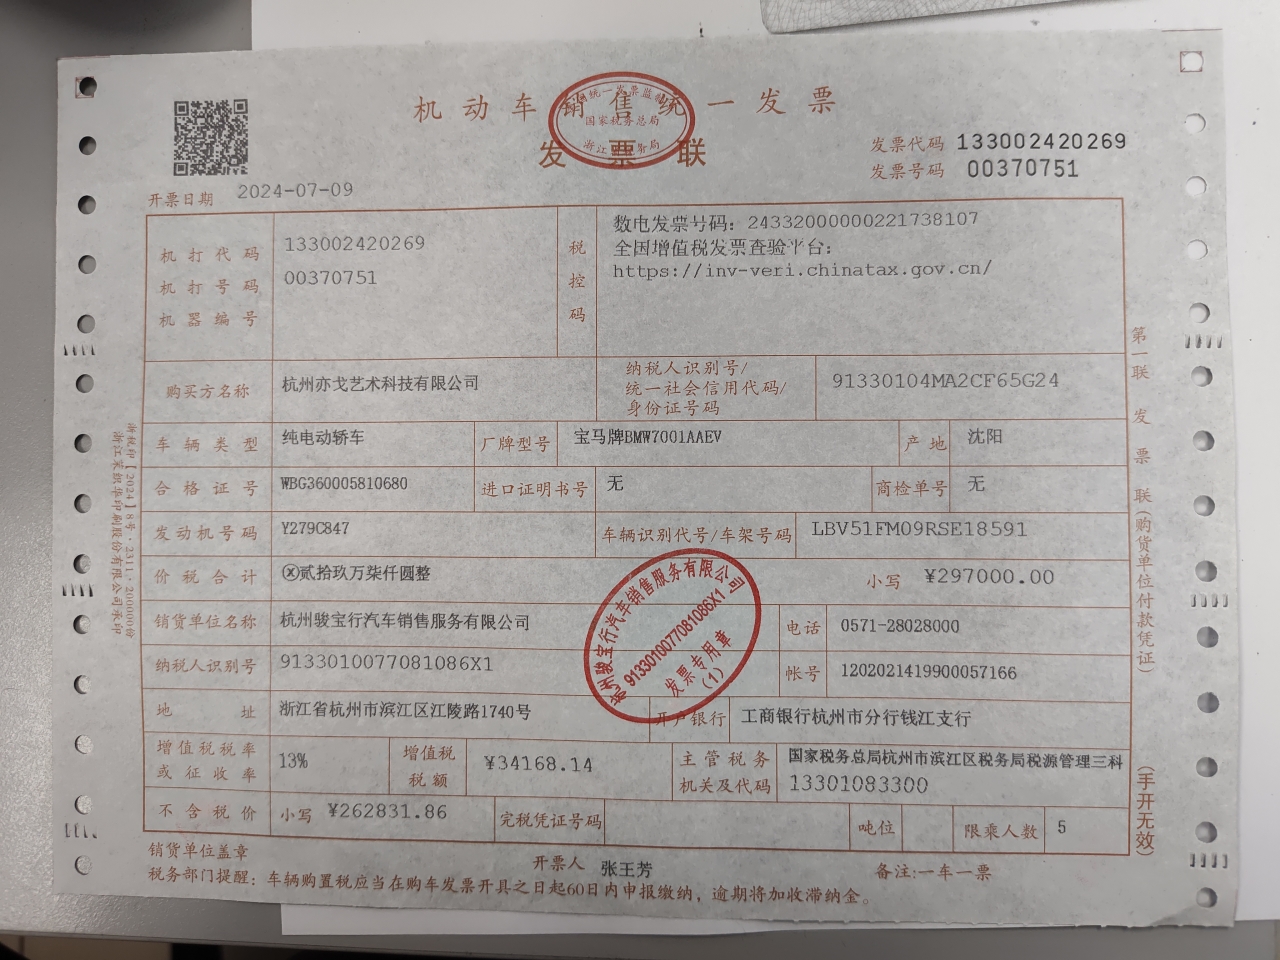 机动车销售统一发票
发票联
国家税务总局
发票代码 133002420269
发票号码 00370751
开票日期 2024-07-09
机打代码 133002420269
机打号码 00370751
机器编号
税控码
数电发票号码：24332000000221738107
全国增值税发票查验平台：
https://inv-veri.chinatax.gov.cn/
购买方名称 杭州亦戈艺术科技有限公司
纳税人识别号/
统一社会信用代码/
身份证号码
91330104MA2CF65G24
车辆类型 纯电动轿车 厂牌型号 宝马牌BMW7001AAEV 产地 沈阳
合格证号 WBG360005810680 进口证明书号 无 商检单号 无
发动机号码 Y279C847 车辆识别代号/车架号码 LBV51FM09RSE18591
价税合计 ⓧ贰拾玖万柒仟圆整 小写 ¥297000.00
销货单位名称 杭州骏宝行汽车销售服务有限公司 电话 0571-28028000
纳税人识别号 9133010077081086X1 帐号 1202021419900057166
地址 浙江省杭州市滨江区江陵路1740号 开户银行 工商银行杭州市分行钱江支行
增值税税率
或征收率
13%
增值税
税额
¥34168.14
主管税务
机关及代码
国家税务总局杭州市滨江区税务局税源管理三科
13301083300
不含税价 小写 ¥262831.86 完税凭证号码 吨位 限乘人数 5
销货单位盖章 开票人 张王芳 备注:一车一票
税务部门提醒：车辆购置税应当在购车发票开具之日起60日内申报缴纳，逾期将加收滞纳金。
第一联 发票联(购货单位付款凭证)
(手开无效)
杭州骏宝行汽车销售服务有限公司
9133010077081086X1
发票专用章
(1)